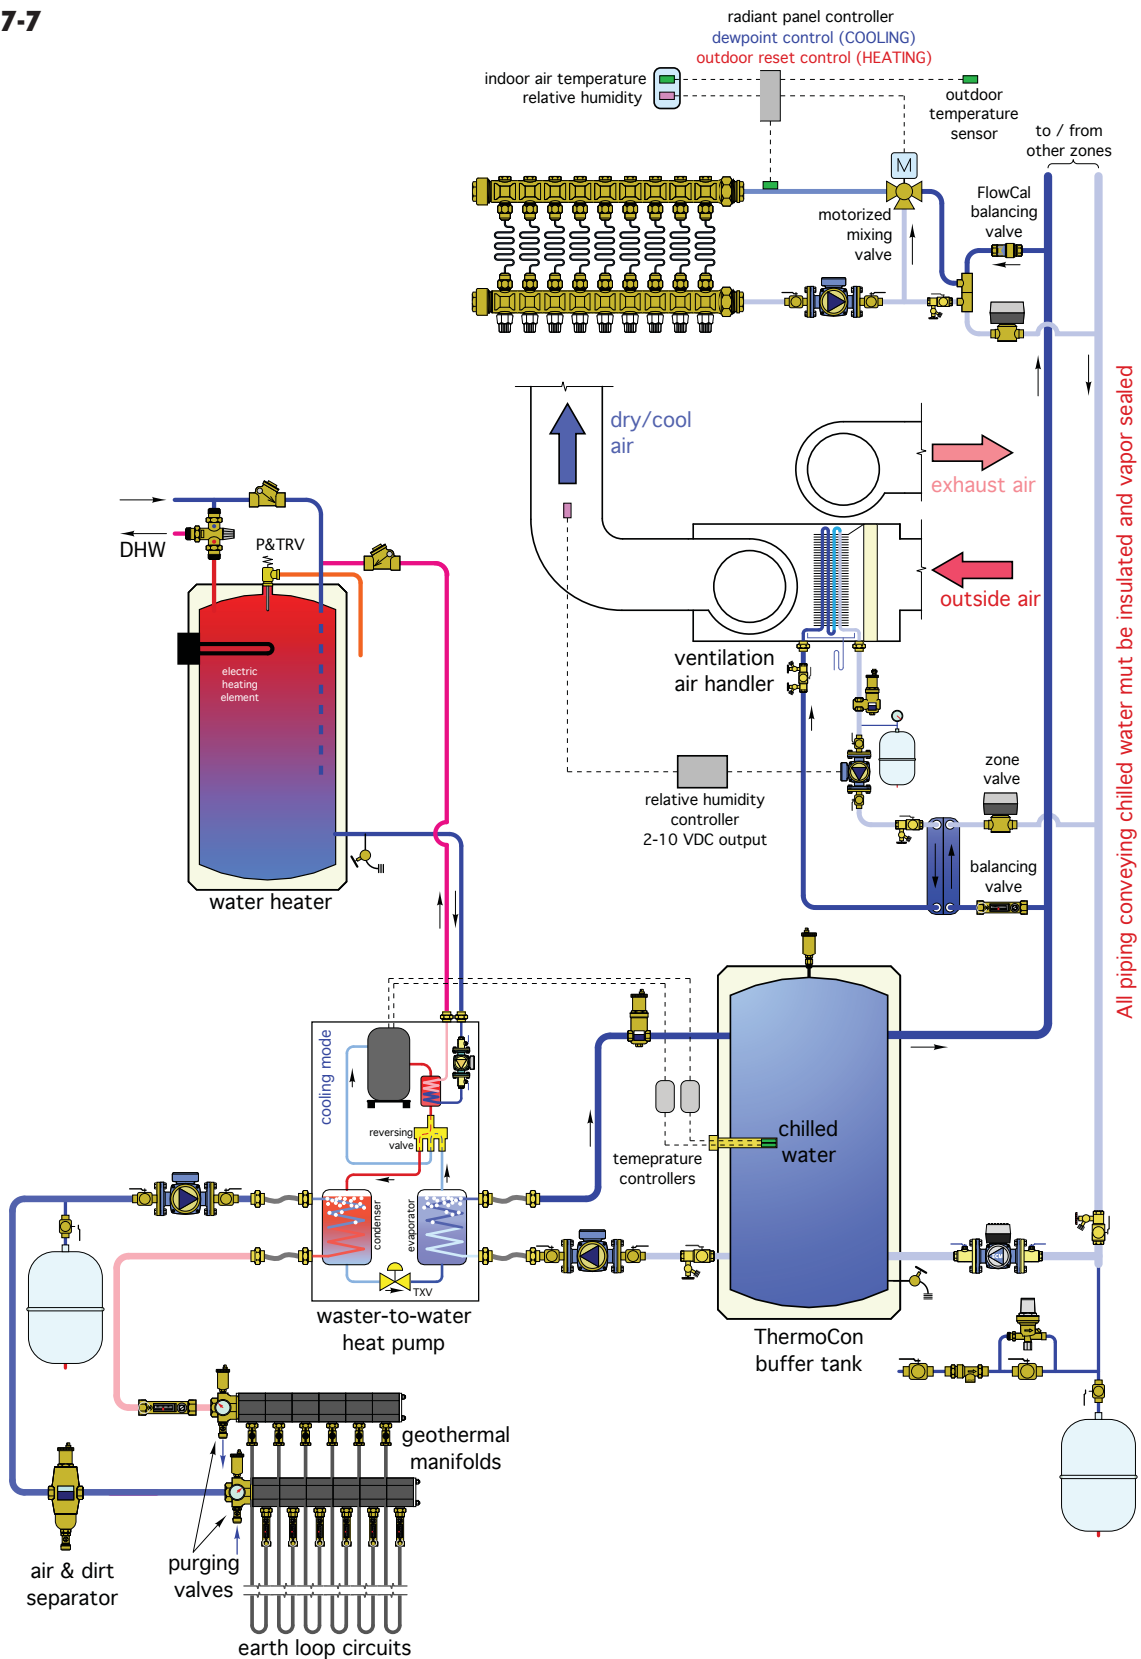 7-7
radiant panel controller
dewpoint control (COOLING)
outdoor reset control (HEATING)
indoor air temperature
relative humidity
outdoor
temperature
sensor
to / from
other zones
M
FlowCal
balancing
valve
motorized
mixing
valve
dry/cool
air
exhaust air
outside air
All piping conveying chilled water mut be insulated and vapor sealed
DHW
P&TRV
electric
heating
element
ventilation
air handler
zone
valve
relative humidity
controller
2-10 VDC output
balancing
valve
water heater
cooling mode
reversing
valve
chilled
water
temeprature
controllers
condenser
evaporator
TXV
waster-to-water
heat pump
ThermoCon
buffer tank
geothermal
manifolds
air & dirt
separator
purging
valves
earth loop circuits